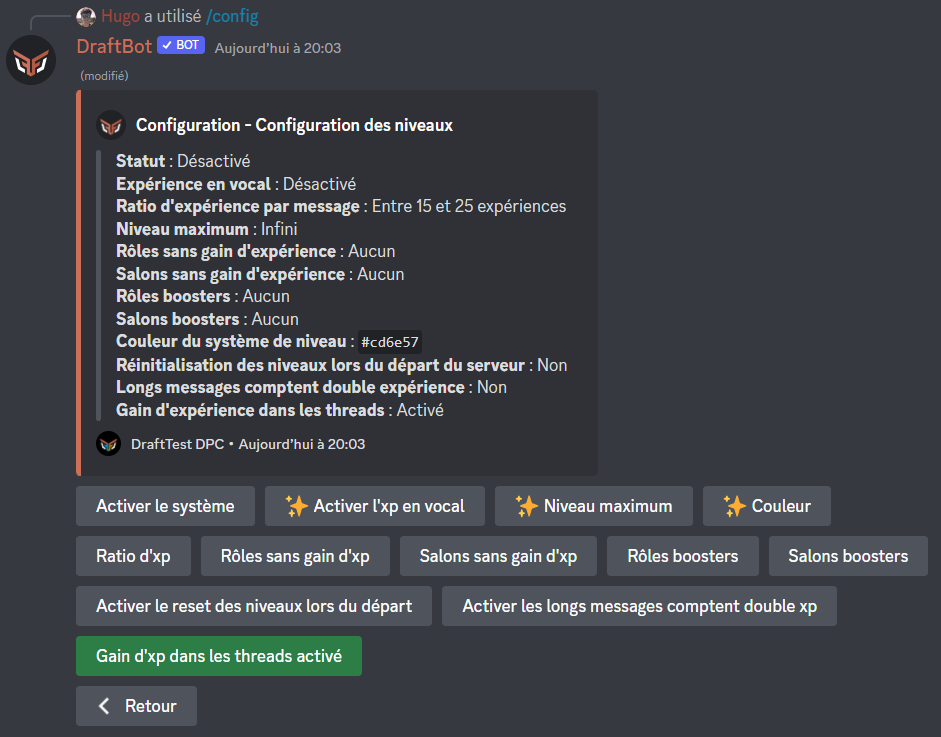 Hugo a utilisé /config
DraftBot ✓ BOT Aujourd'hui à 20:03
(modifié)
Configuration - Configuration des niveaux
Statut : Désactivé
Expérience en vocal : Désactivé
Ratio d'expérience par message : Entre 15 et 25 expériences
Niveau maximum : Infini
Rôles sans gain d'expérience : Aucun
Salons sans gain d'expérience : Aucun
Rôles boosters : Aucun
Salons boosters : Aucun
Couleur du système de niveau : #cd6e57
Réinitialisation des niveaux lors du départ du serveur : Non
Longs messages comptent double expérience : Non
Gain d'expérience dans les threads : Activé
DraftTest DPC • Aujourd'hui à 20:03
Activer le système ✨ Activer l'xp en vocal ✨ Niveau maximum ✨ Couleur
Ratio d'xp Rôles sans gain d'xp Salons sans gain d'xp Rôles boosters Salons boosters
Activer le reset des niveaux lors du départ Activer les longs messages comptent double xp
Gain d'xp dans les threads activé
Retour